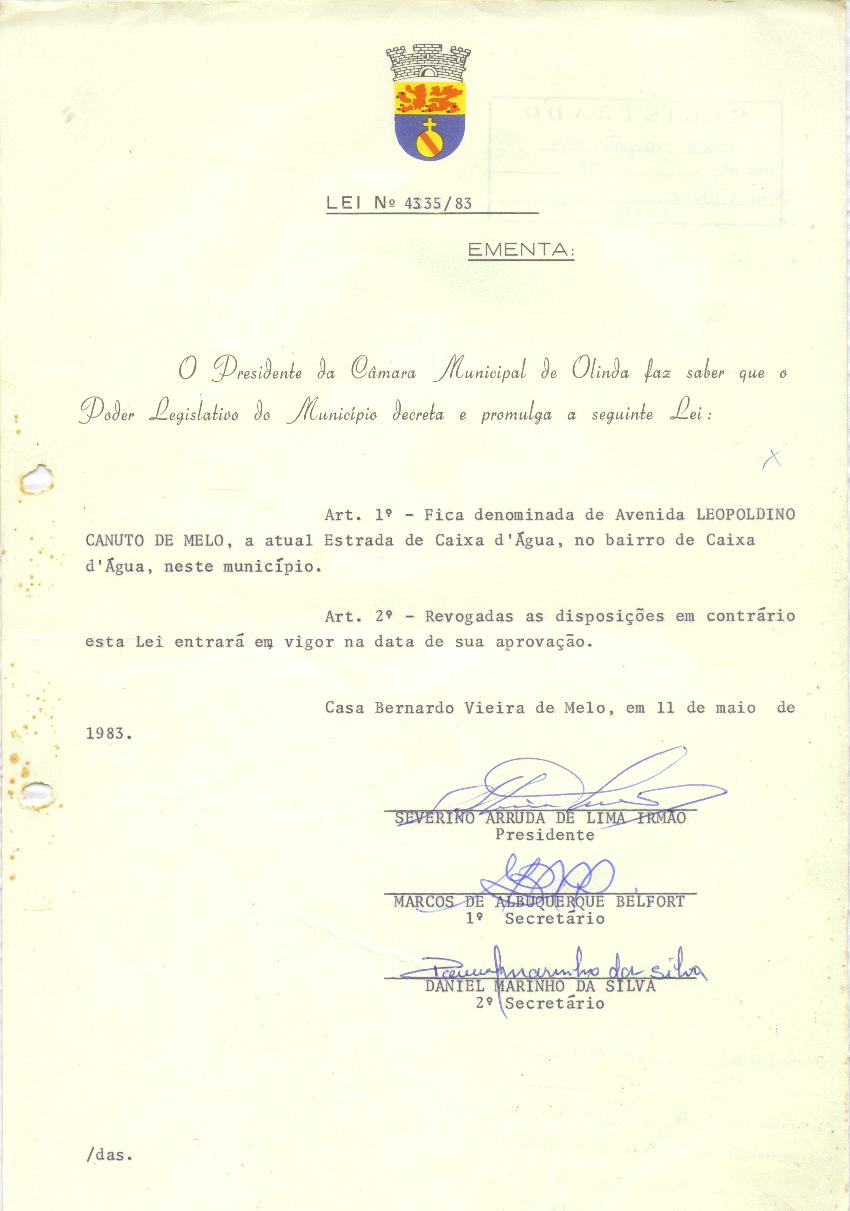 LEI Nº 4335/83
EMENTA:
O Presidente da Câmara Municipal de Olinda faz saber que o
Poder Legislativo do Município decreta e promulga a seguinte Lei:
Art. 1º - Fica denominada de Avenida LEOPOLDINO
CANUTO DE MELO, a atual Estrada de Caixa d'Água, no bairro de Caixa
d'Água, neste município.
Art. 2º - Revogadas as disposições em contrário
esta Lei entrará em vigor na data de sua aprovação.
Casa Bernardo Vieira de Melo, em 11 de maio de
1983.
SEVERINO ARRUDA DE LIMA IRMÃO
Presidente
MARCOS DE ALBUQUERQUE BELFORT
1º Secretário
marinho da silva
DANIEL MARINHO DA SILVA
2º Secretário
/das.